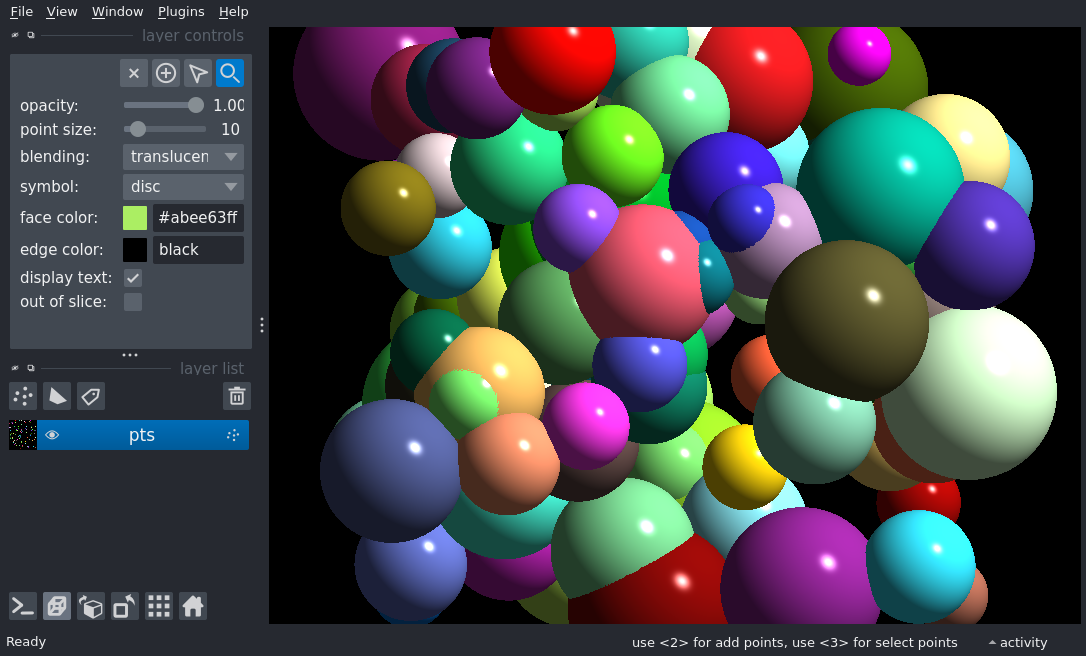 File View Window Plugins Help
layer controls
opacity: 1.00
point size: 10
blending: translucen
symbol: disc
face color: #abee63ff
edge color: black
display text:
out of slice:
layer list
pts
Ready
use <2> for add points, use <3> for select points
activity